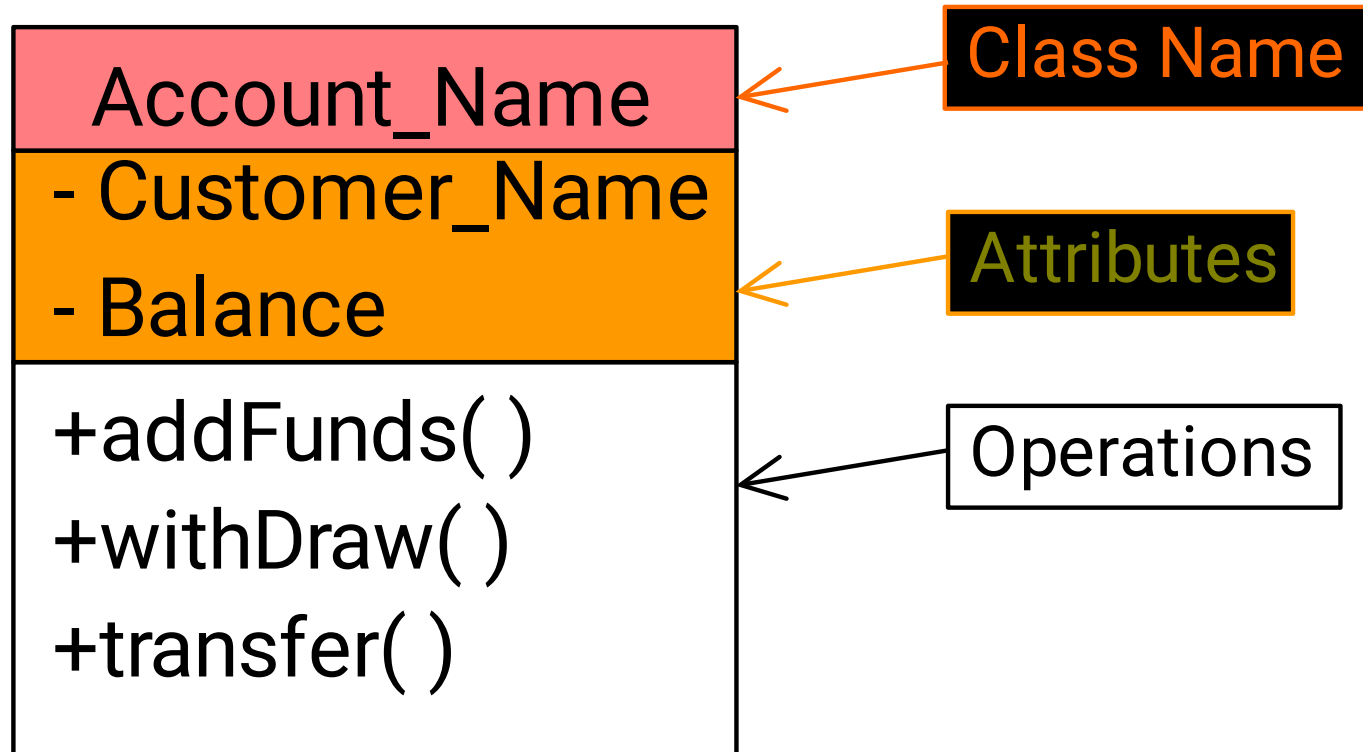 Account_Name
- Customer_Name
- Balance
+addFunds( )
+withDraw( )
+transfer( )
Class Name
Attributes
Operations